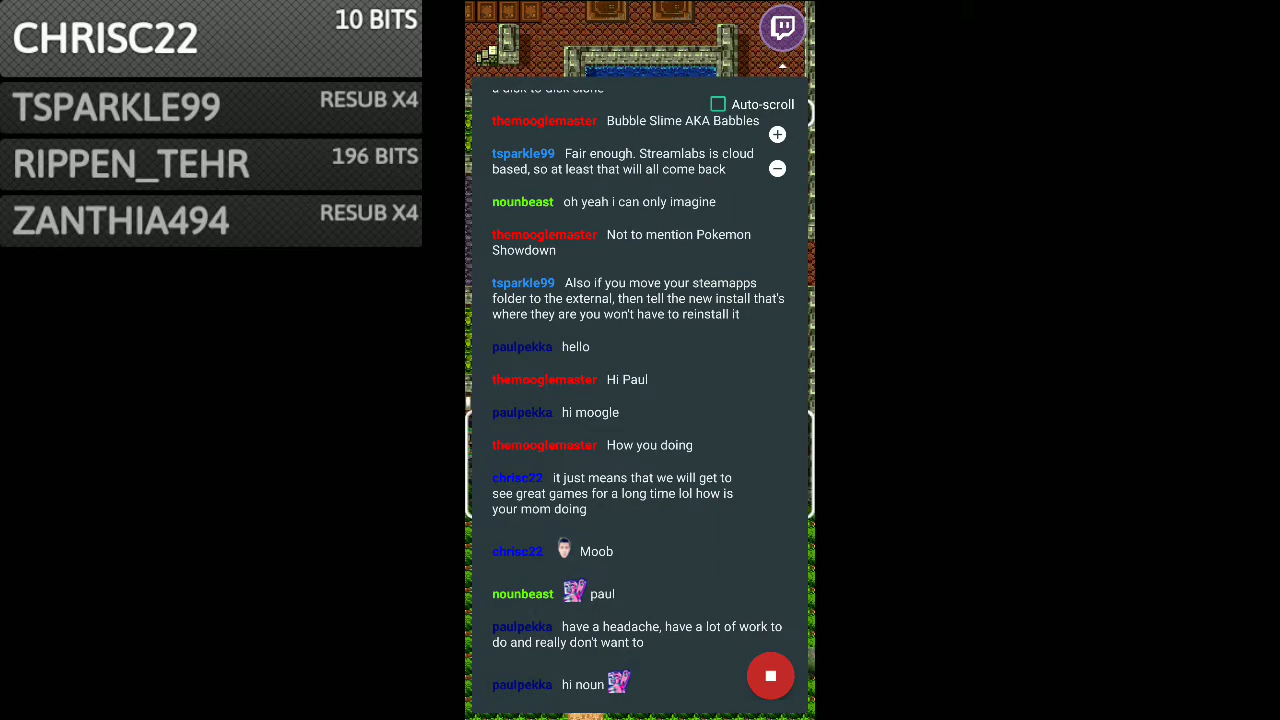 CHRISC22 10 BITS
TSPARKLE99 RESUB X4
RIPPEN_TEHR 196 BITS
ZANTHIA494 RESUB X4
Auto-scroll
themooglemaster Bubble Slime AKA Babbles
tsparkle99 Fair enough. Streamlabs is cloud
based, so at least that will all come back
nounbeast oh yeah i can only imagine
themooglemaster Not to mention Pokemon
Showdown
tsparkle99 Also if you move your steamapps
folder to the external, then tell the new install that's
where they are you won't have to reinstall it
paulpekka hello
themooglemaster Hi Paul
paulpekka hi moogle
themooglemaster How you doing
chrisc22 it just means that we will get to
see great games for a long time lol how is
your mom doing
chrisc22 Moob
nounbeast paul
paulpekka have a headache, have a lot of work to
do and really don't want to
paulpekka hi noun